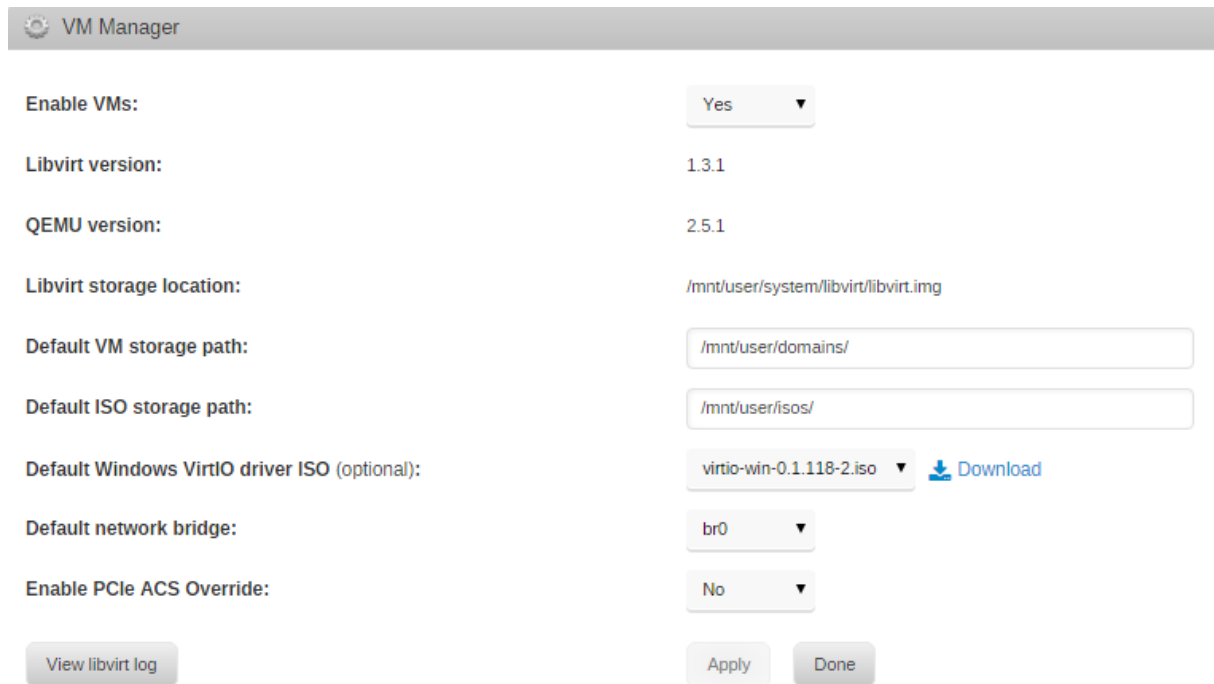 VM Manager
Enable VMs: Yes
Libvirt version: 1.3.1
QEMU version: 2.5.1
Libvirt storage location: /mnt/user/system/libvirt/libvirt.img
Default VM storage path: /mnt/user/domains/
Default ISO storage path: /mnt/user/isos/
Default Windows VirtIO driver ISO (optional): virtio-win-0.1.118-2.iso Download
Default network bridge: br0
Enable PCIe ACS Override: No
View libvirt log Apply Done